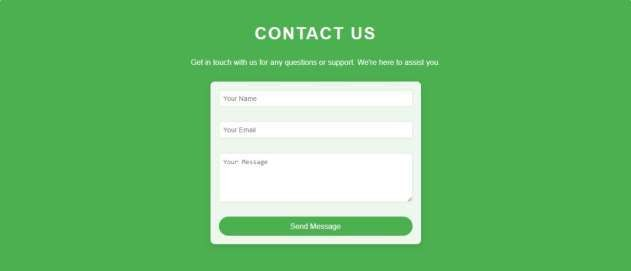 CONTACT US
Get in touch with us for any questions or support. We're here to assist you
Your Name
Your Email
Your Message
Send Message